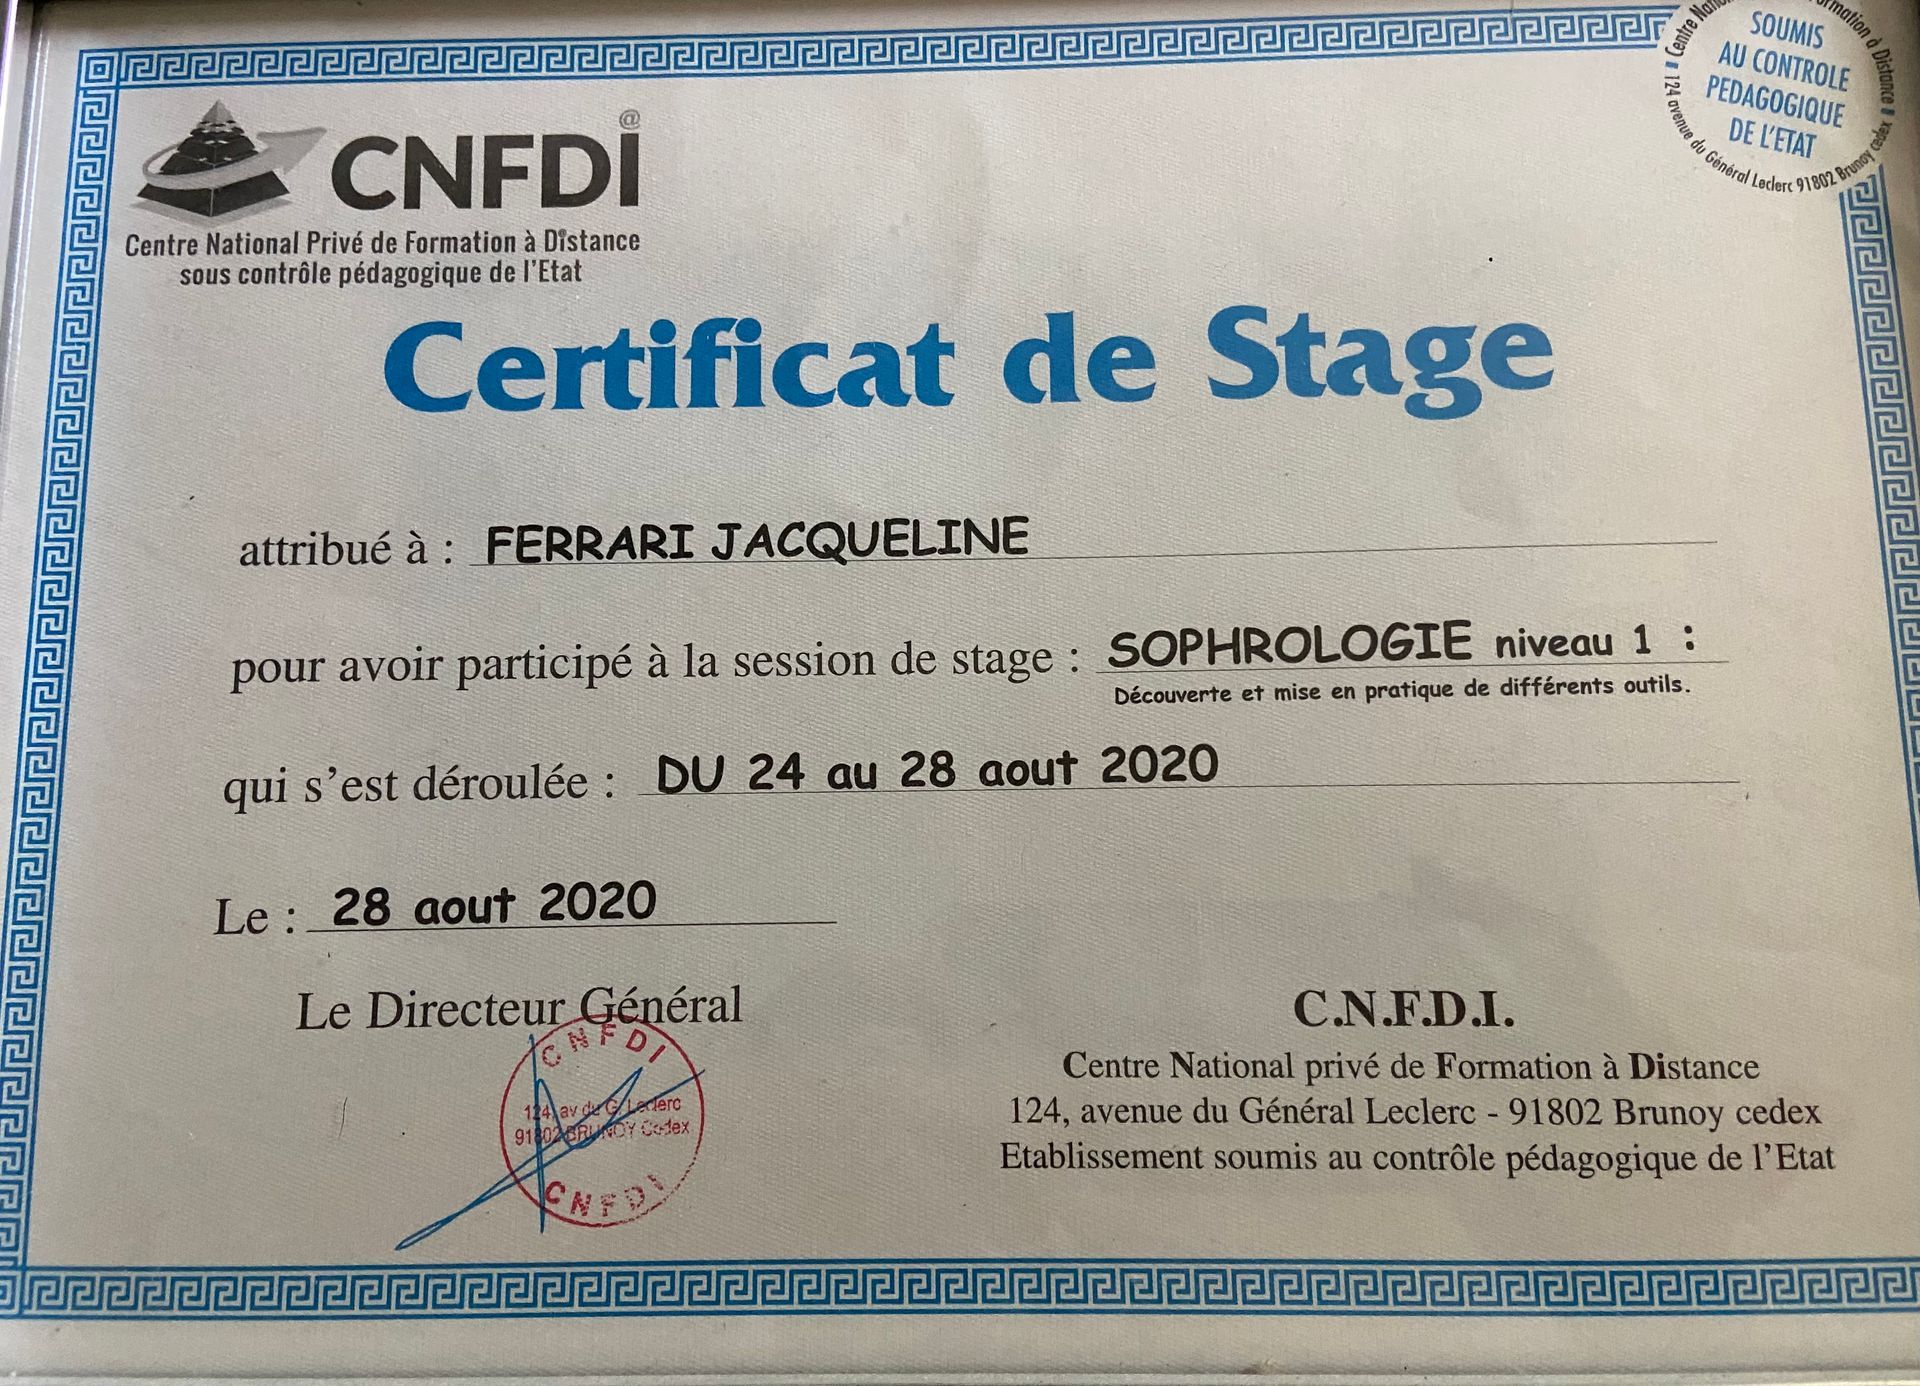 @
CNFDI
Centre National Privé de Formation à Distance
sous contrôle pédagogique de l'Etat
SOUMIS
AU CONTROLE
PEDAGOGIQUE
DE L'ETAT
124 avenue du Général Leclerc 91802 Brunoy cedex
Certificat de Stage
attribué à : FERRARI JACQUELINE
pour avoir participé à la session de stage : SOPHROLOGIE niveau 1 :
Découverte et mise en pratique de différents outils.
qui s'est déroulée : DU 24 au 28 aout 2020
Le : 28 aout 2020
Le Directeur Général
CNFDI
124, av du G. Leclerc
91802 BRUNOY Cedex
CNFDI
C.N.F.D.I.
Centre National privé de Formation à Distance
124, avenue du Général Leclerc - 91802 Brunoy cedex
Etablissement soumis au contrôle pédagogique de l'Etat